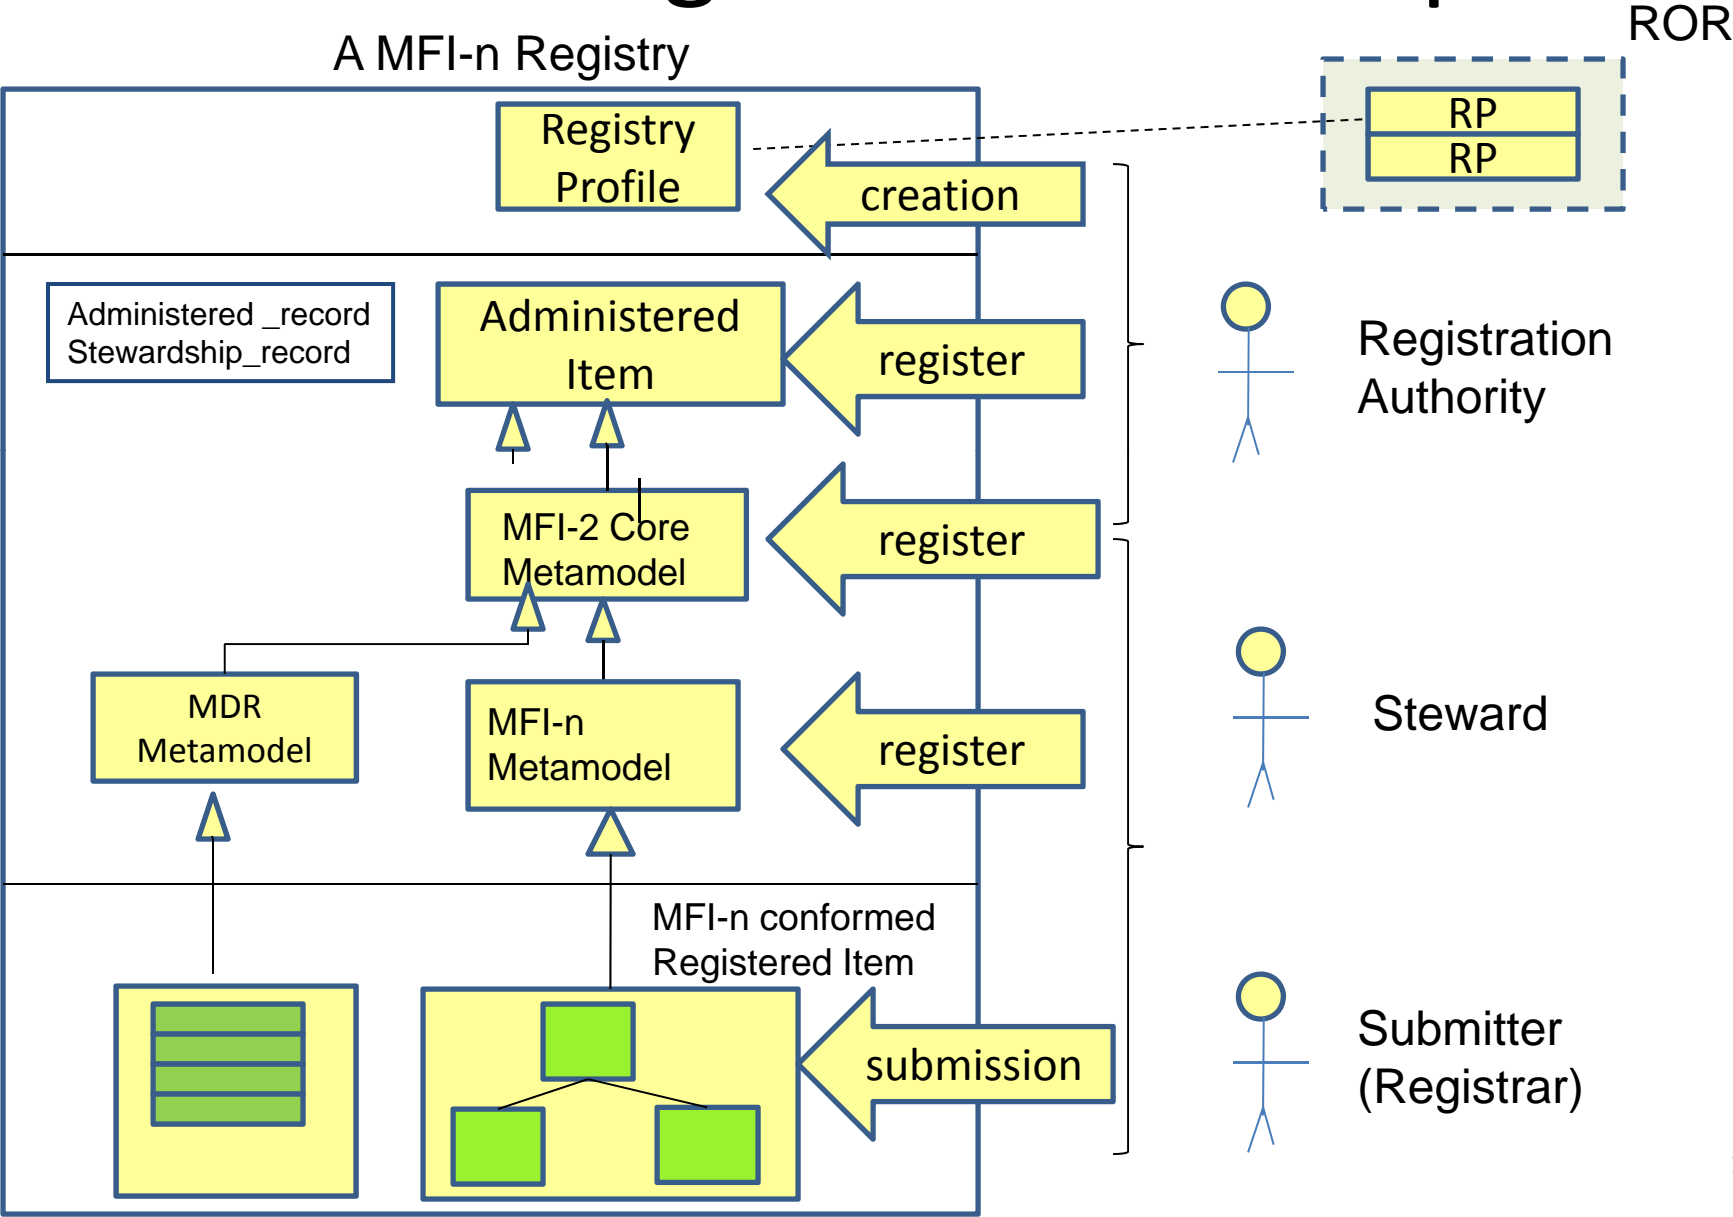 ROR
A MFI-n Registry
Registry
Profile
RP
RP
creation
Administered _record
Stewardship_record
Administered
Item
register
Registration
Authority
MFI-2 Core
Metamodel
register
MDR
Metamodel
MFI-n
Metamodel
register
Steward
MFI-n conformed
Registered Item
submission
Submitter
(Registrar)